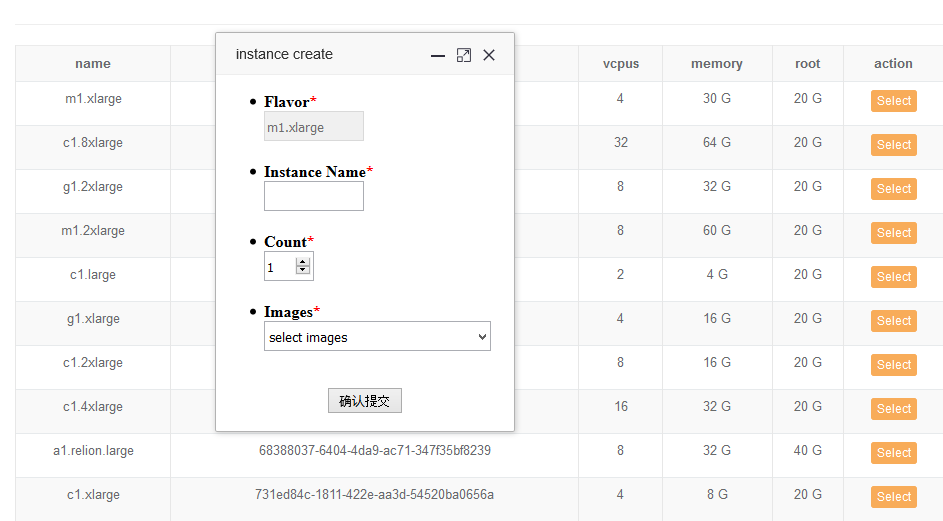 instance create
name vcpus memory root action
m1.xlarge 4 30 G 20 G Select
c1.8xlarge 32 64 G 20 G Select
g1.2xlarge 8 32 G 20 G Select
m1.2xlarge 8 60 G 20 G Select
c1.large 2 4 G 20 G Select
g1.xlarge 4 16 G 20 G Select
c1.2xlarge 8 16 G 20 G Select
c1.4xlarge 16 32 G 20 G Select
a1.relion.large 68388037-6404-4da9-ac71-347f35bf8239 8 32 G 40 G Select
c1.xlarge 731ed84c-1811-422e-aa3d-54520ba0656a 4 8 G 20 G Select
Flavor*
m1.xlarge
Instance Name*
Count*
1
Images*
select images
确认提交